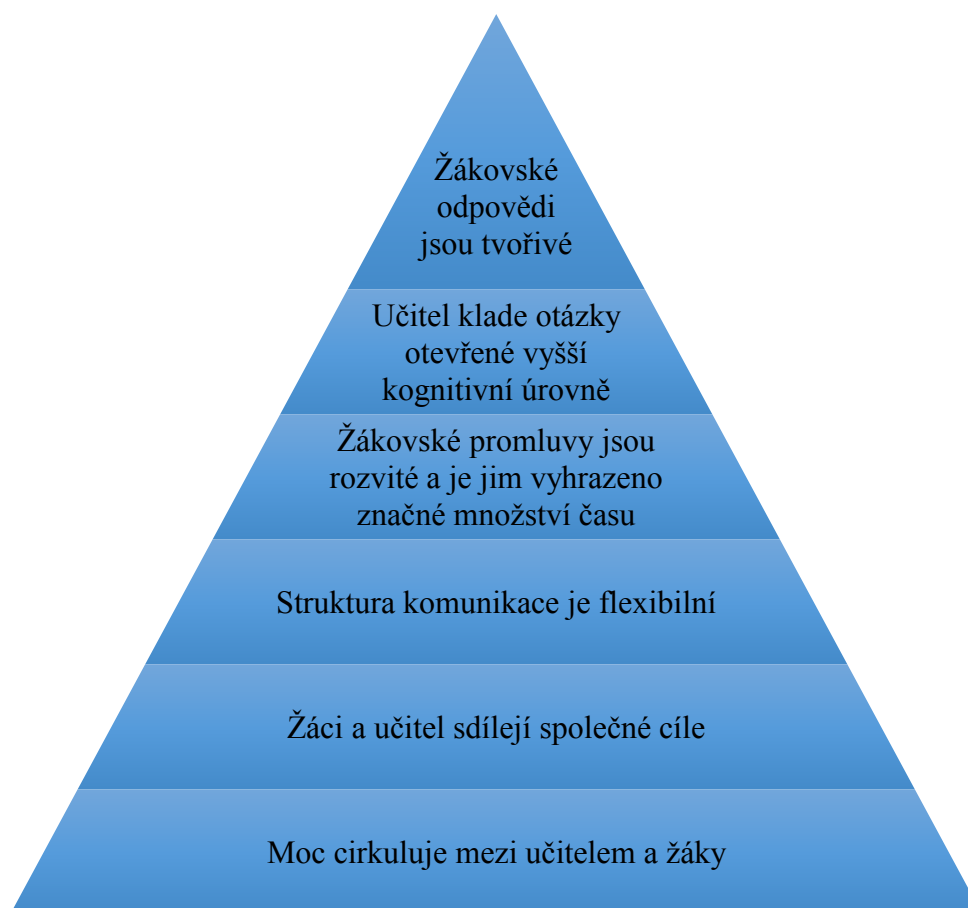 Žákovské
odpovědi
jsou tvořivé
Učitel klade otázky
otevřené vyšší
kognitivní úrovně
Žákovské promluvy jsou
rozvité a je jim vyhrazeno
značné množství času
Struktura komunikace je flexibilní
Žáci a učitel sdílejí společné cíle
Moc cirkuluje mezi učitelem a žáky